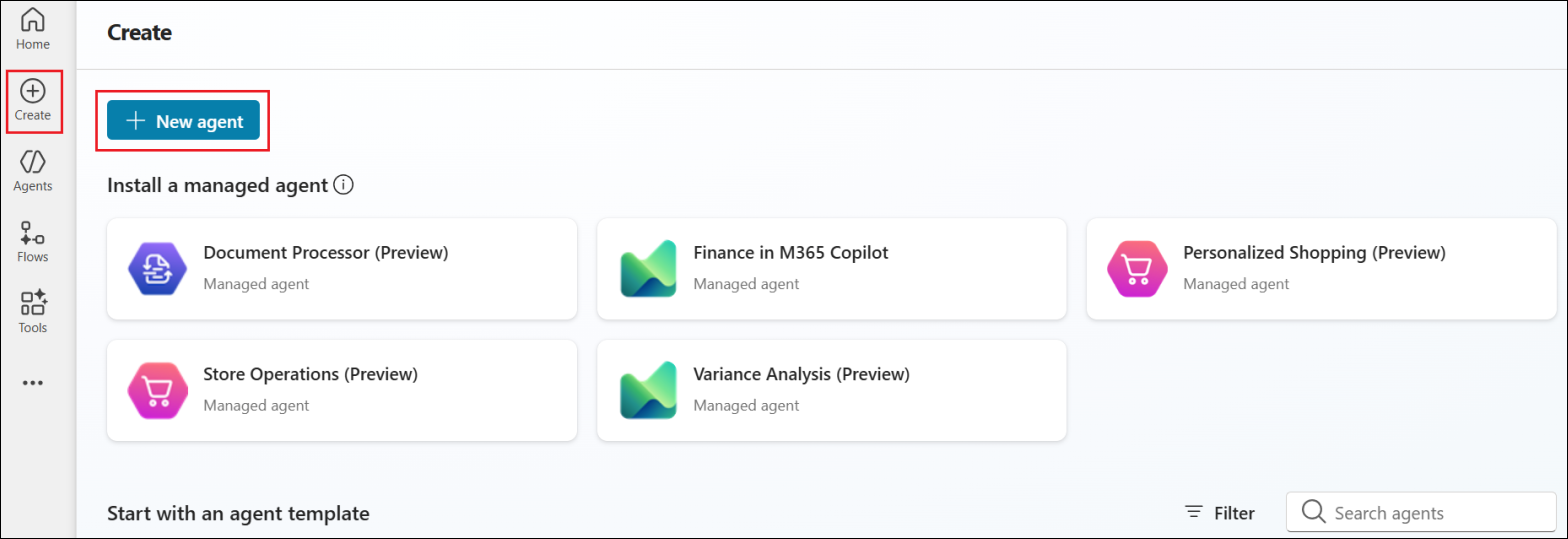 Home
Create
Agents
Flows
Tools
Create
New agent
Install a managed agent
Document Processor (Preview)
Managed agent
Finance in M365 Copilot
Managed agent
Personalized Shopping (Preview)
Managed agent
Store Operations (Preview)
Managed agent
Variance Analysis (Preview)
Managed agent
Start with an agent template
Filter
Search agents